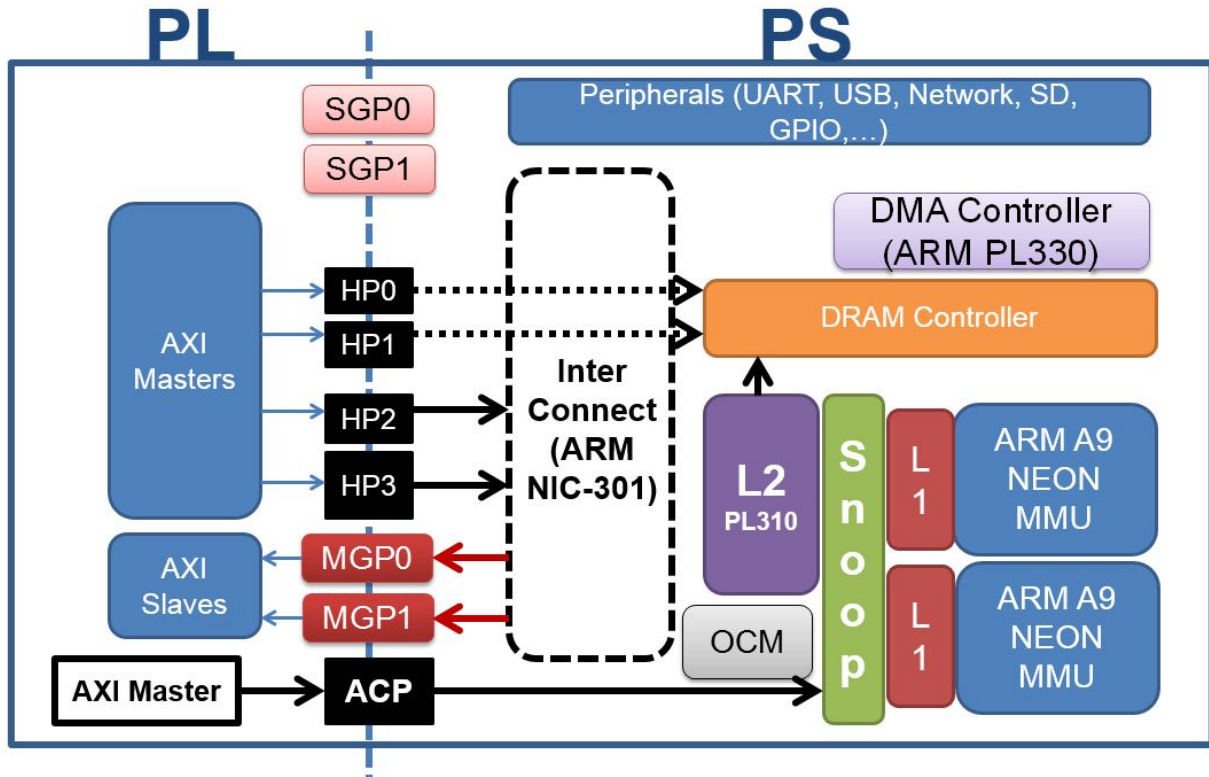 PL
PS
SGP0
SGP1
Peripherals (UART, USB, Network, SD,
GPIO,...)
DMA Controller
(ARM PL330)
AXI
Masters
HP0
HP1
HP2
HP3
Inter
Connect
(ARM
NIC-301)
DRAM Controller
L2
PL310
S
n
o
o
p
L
1
ARM A9
NEON
MMU
L
1
ARM A9
NEON
MMU
AXI
Slaves
MGP0
MGP1
OCM
AXI Master
ACP